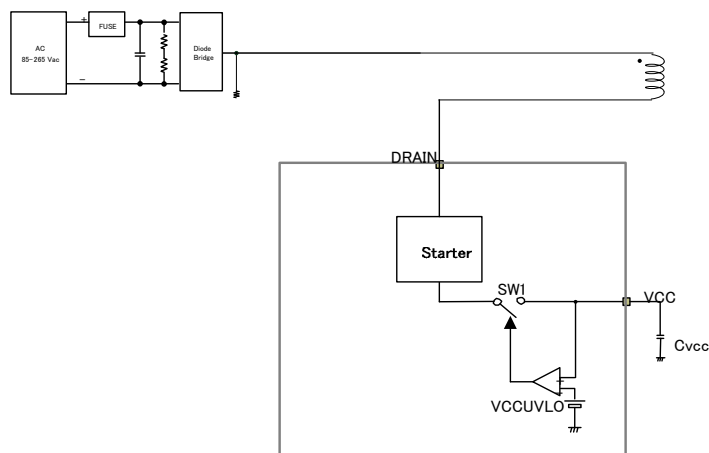 AC
85-265 Vac
+
-
FUSE
Diode
Bridge
DRAIN
Starter
SW1
VCC
Cvcc
+
VCCUVLO